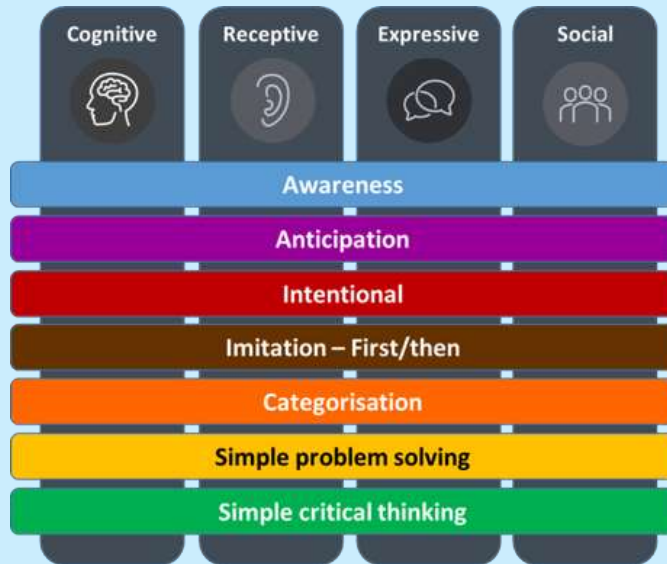 Cognitive
Receptive
Expressive
Social
Awareness
Anticipation
Intentional
Imitation – First/then
Categorisation
Simple problem solving
Simple critical thinking